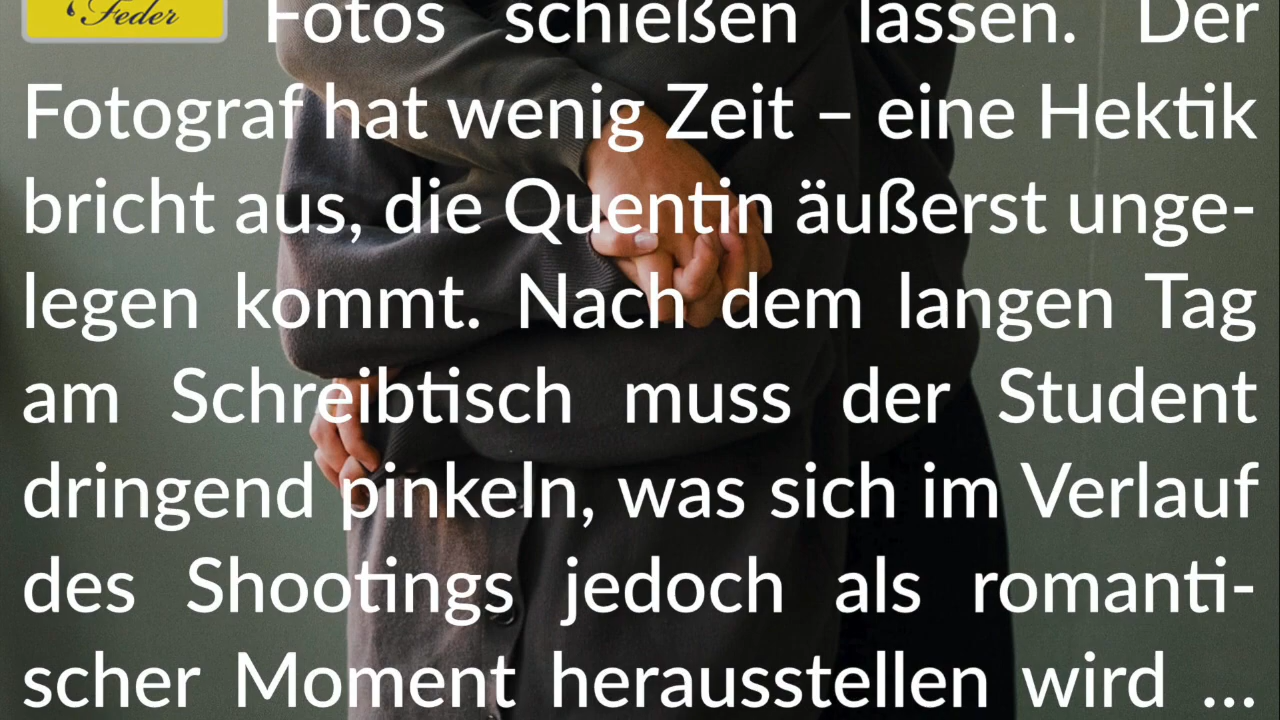 Feder
Fotos schießen lassen. Der
Fotograf hat wenig Zeit – eine Hektik
bricht aus, die Quentin äußerst unge-
legen kommt. Nach dem langen Tag
am Schreibtisch muss der Student
dringend pinkeln, was sich im Verlauf
des Shootings jedoch als romanti-
scher Moment herausstellen wird ...